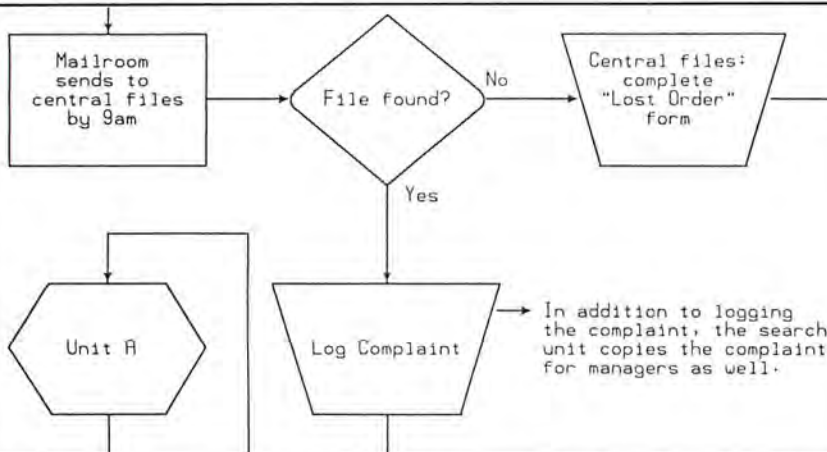 Mailroom
sends to
central files
by 9am
File found?
No
Central files:
complete
"Lost Order"
form
Yes
Unit A
Log Complaint
In addition to logging
the complaint, the search
unit copies the complaint
for managers as well.